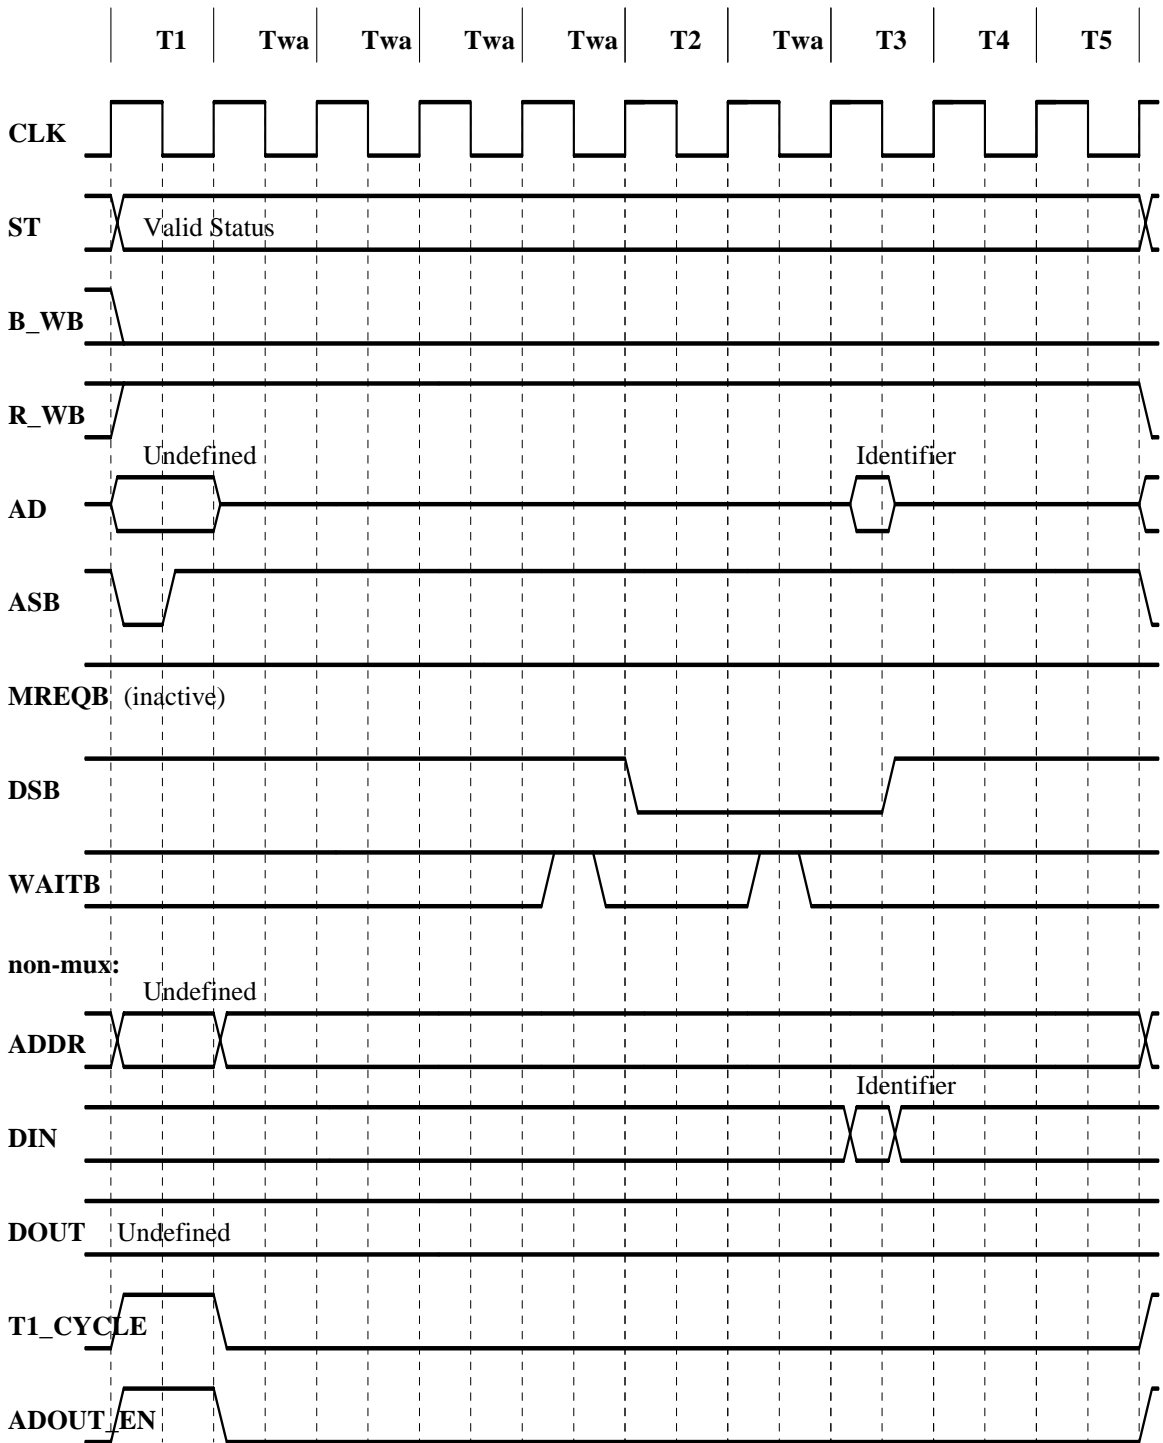 T1 Twa Twa Twa Twa T2 Twa T3 T4 T5
CLK
ST Valid Status
B_WB
R_WB
Undefined Identifier
AD
ASB
MREQB (inactive)
DSB
WAITB
non-mux:
Undefined
ADDR
Identifier
DIN
DOUT Undefined
T1_CYCLE
ADOUT_EN